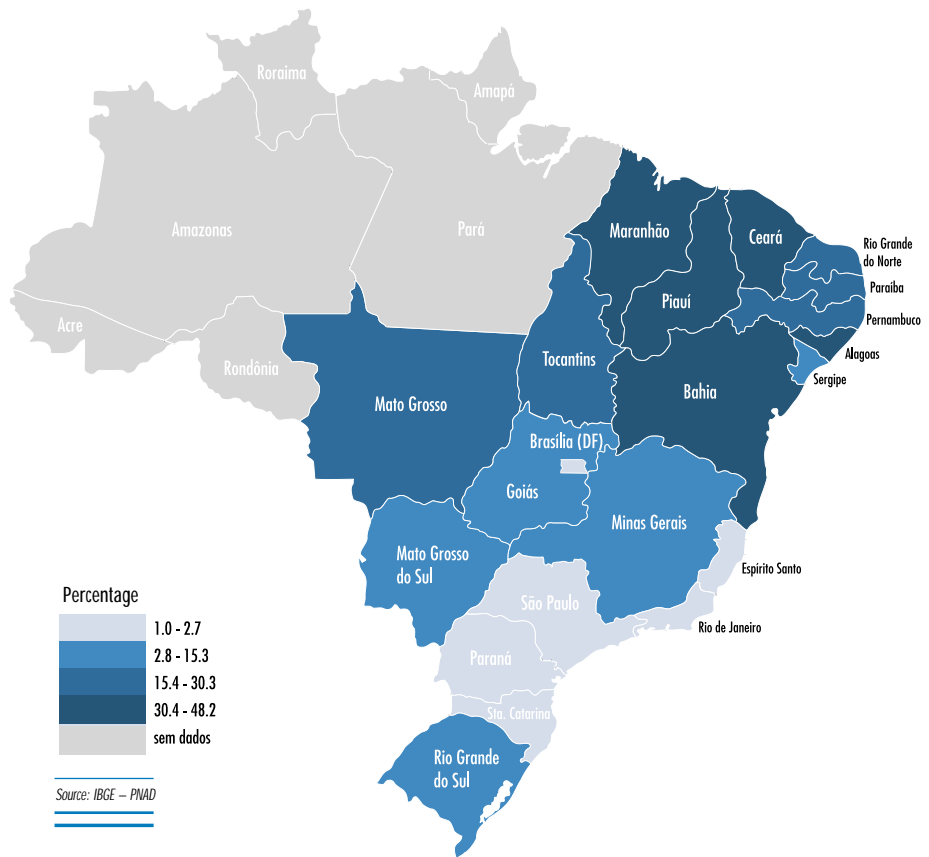 Roraima
Amapá
Amazonas
Pará
Maranhão
Ceará
Rio Grande
do Norte
Paraíba
Piauí
Pernambuco
Acre
Rondônia
Tocantins
Alagoas
Sergipe
Bahia
Mato Grosso
Brasília (DF)
Goiás
Minas Gerais
Mato Grosso
do Sul
Espírito Santo
São Paulo
Rio de Janeiro
Paraná
Sta. Catarina
Rio Grande
do Sul
Percentage
1.0 - 2.7
2.8 - 15.3
15.4 - 30.3
30.4 - 48.2
sem dados
Source: IBGE – PNAD